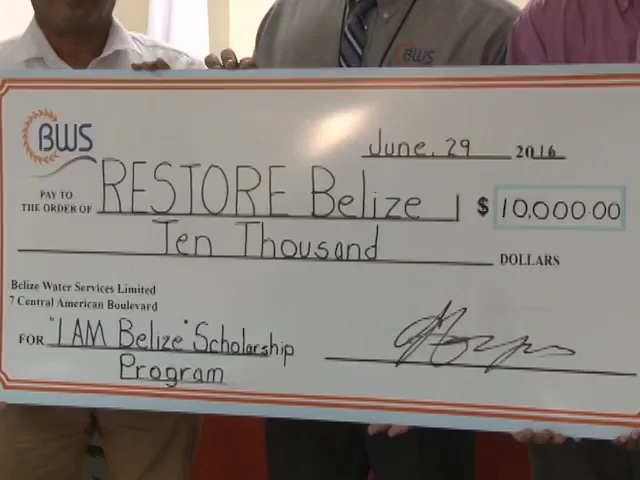 BWS
BWS
June. 29 2016
PAY TO
THE ORDER OF RESTORE Belize $ 10,000.00
Ten Thousand DOLLARS
Belize Water Services Limited
7 Central American Boulevard
FOR "I AM Belize" Scholarship
Program